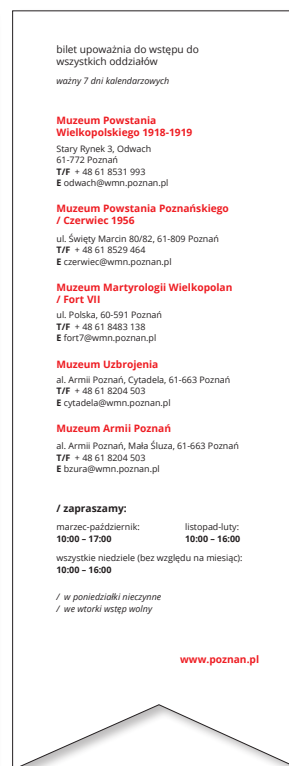 bilet upoważnia do wstępu do
wszystkich oddziałów
ważny 7 dni kalendarzowych
Muzeum Powstania
Wielkopolskiego 1918-1919
Stary Rynek 3, Odwach
61-772 Poznań
T/F + 48 61 8531 993
E odwach@wmn.poznan.pl
Muzeum Powstania Poznańskiego
/ Czerwiec 1956
ul. Święty Marcin 80/82, 61-809 Poznań
T/F + 48 61 8529 464
E czerwiec@wmn.poznan.pl
Muzeum Martyrologii Wielkopolan
/ Fort VII
ul. Polska, 60-591 Poznań
T/F + 48 61 8483 138
E fort7@wmn.poznan.pl
Muzeum Uzbrojenia
al. Armii Poznań, Cytadela, 61-663 Poznań
T/F + 48 61 8204 503
E cytadela@wmn.poznan.pl
Muzeum Armii Poznań
al. Armii Poznań, Mała Śluza, 61-663 Poznań
T/F + 48 61 8204 503
E bzura@wmn.poznan.pl
/ zapraszamy:
marzec-październik: listopad-luty:
10:00 – 17:00 10:00 – 16:00
wszystkie niedziele (bez względu na miesiąc):
10:00 – 16:00
/ w poniedziałki nieczynne
/ we wtorki wstęp wolny
www.poznan.pl